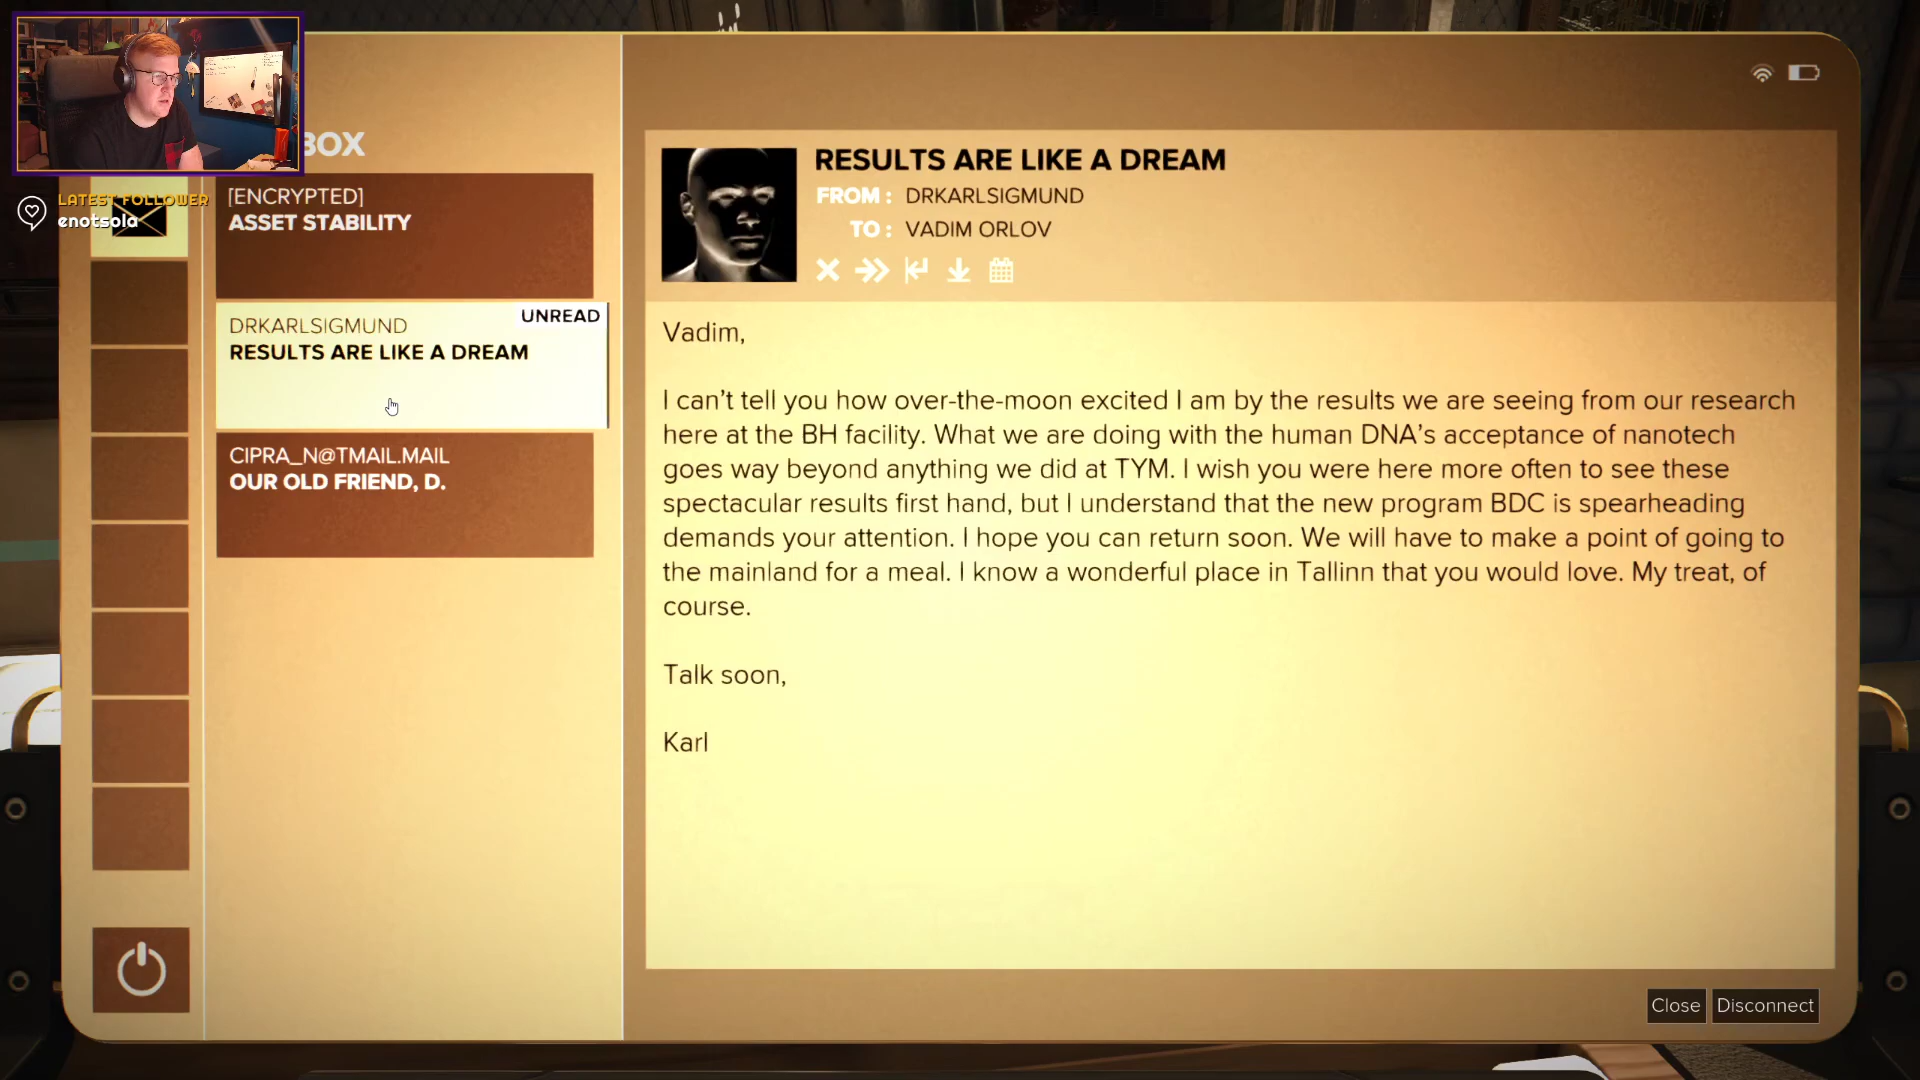 BOX
LATEST FOLLOWER
enotsola
[ENCRYPTED]
ASSET STABILITY
UNREAD
DRKARLSIGMUND
RESULTS ARE LIKE A DREAM
CIPRA_N@TMAIL.MAIL
OUR OLD FRIEND, D.
RESULTS ARE LIKE A DREAM
FROM : DRKARLSIGMUND
TO : VADIM ORLOV
Vadim,
I can't tell you how over-the-moon excited I am by the results we are seeing from our research
here at the BH facility. What we are doing with the human DNA's acceptance of nanotech
goes way beyond anything we did at TYM. I wish you were here more often to see these
spectacular results first hand, but I understand that the new program BDC is spearheading
demands your attention. I hope you can return soon. We will have to make a point of going to
the mainland for a meal. I know a wonderful place in Tallinn that you would love. My treat, of
course.
Talk soon,
Karl
Close
Disconnect